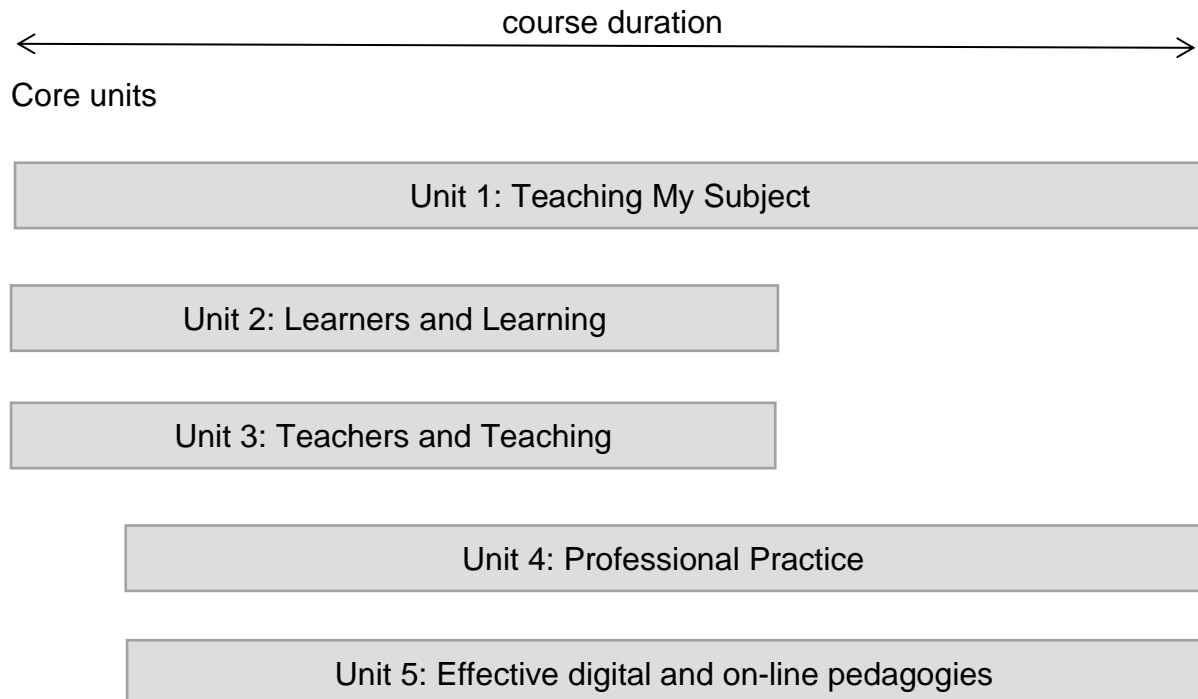 course duration
Core units
Unit 1: Teaching My Subject
Unit 2: Learners and Learning
Unit 3: Teachers and Teaching
Unit 4: Professional Practice
Unit 5: Effective digital and on-line pedagogies